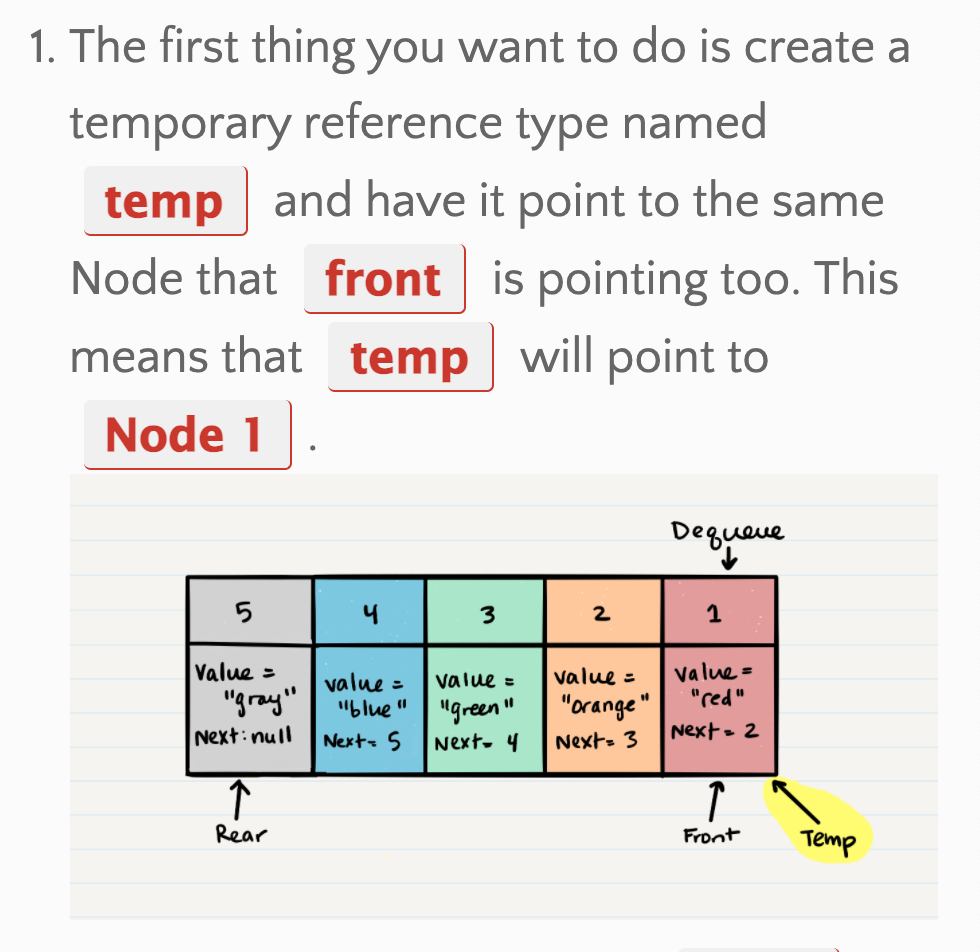 1. The first thing you want to do is create a
temporary reference type named
temp and have it point to the same
Node that front is pointing too. This
means that temp will point to
Node 1 .
Dequeue
5 4 3 2 1
Value = "gray" Next: null
value = "blue" Next= 5
value = "green" Next= 4
value = "orange" Next= 3
value = "red" Next = 2
Rear
Front
Temp